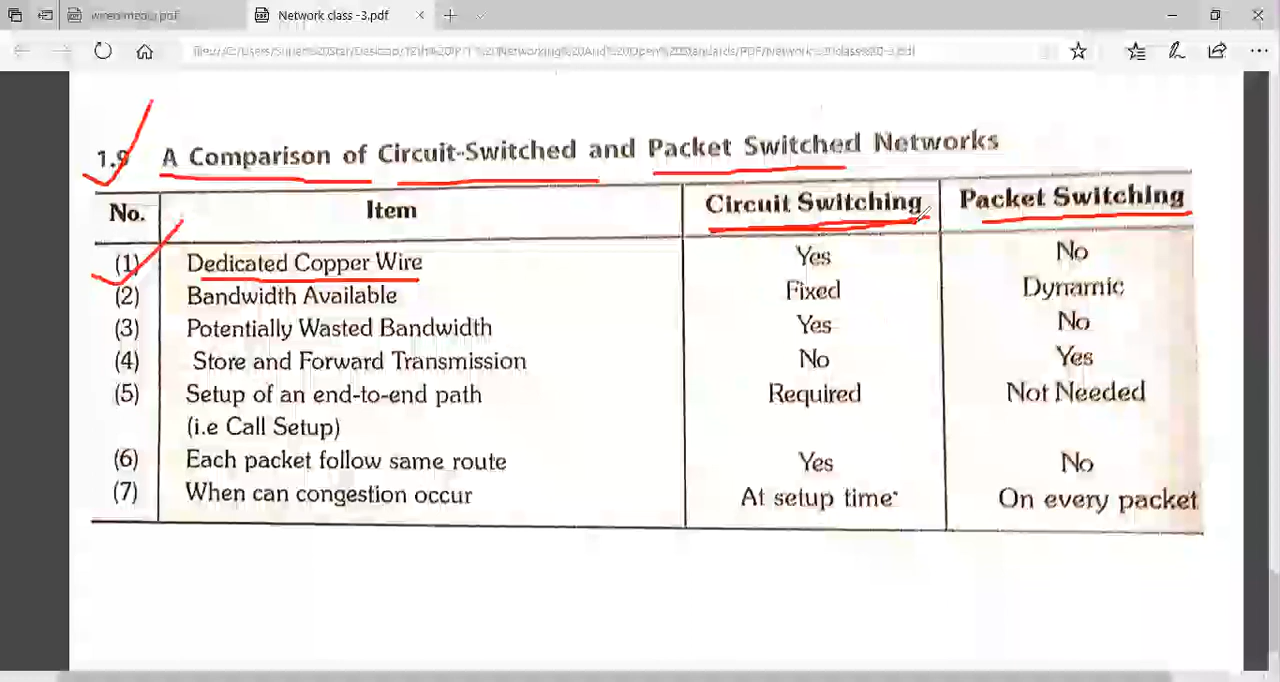 Network class -3.pdf
1.9 A Comparison of Circuit-Switched and Packet Switched Networks
No. Item Circuit Switching Packet Switching
(1) Dedicated Copper Wire Yes No
(2) Bandwidth Available Fixed Dynamic
(3) Potentially Wasted Bandwidth Yes No
(4) Store and Forward Transmission No Yes
(5) Setup of an end-to-end path Required Not Needed
(i.e Call Setup)
(6) Each packet follow same route Yes No
(7) When can congestion occur At setup time On every packet